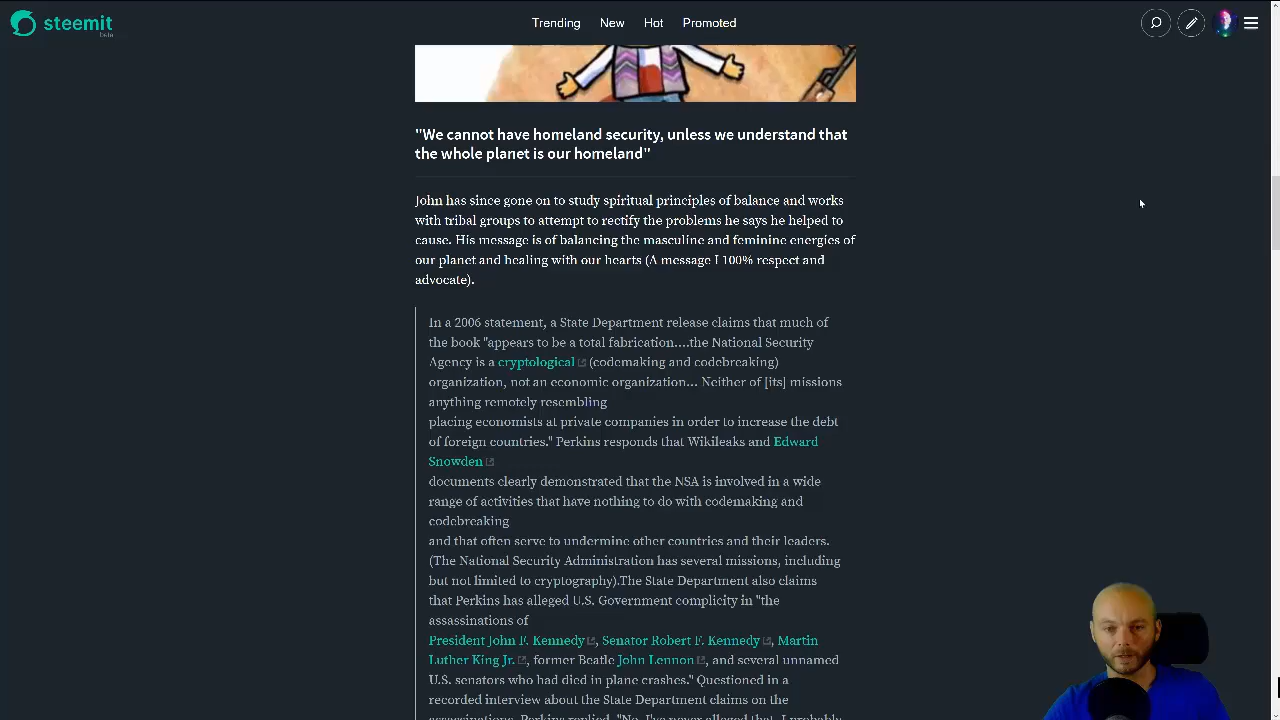 steemit
beta
Trending New Hot Promoted
"We cannot have homeland security, unless we understand that
the whole planet is our homeland"
John has since gone on to study spiritual principles of balance and works
with tribal groups to attempt to rectify the problems he says he helped to
cause. His message is of balancing the masculine and feminine energies of
our planet and healing with our hearts (A message I 100% respect and
advocate).
In a 2006 statement, a State Department release claims that much of
the book "appears to be a total fabrication....the National Security
Agency is a cryptological (codemaking and codebreaking)
organization, not an economic organization... Neither of [its] missions
anything remotely resembling
placing economists at private companies in order to increase the debt
of foreign countries." Perkins responds that Wikileaks and Edward
Snowden
documents clearly demonstrated that the NSA is involved in a wide
range of activities that have nothing to do with codemaking and
codebreaking
and that often serve to undermine other countries and their leaders.
(The National Security Administration has several missions, including
but not limited to cryptography).The State Department also claims
that Perkins has alleged U.S. Government complicity in "the
assassinations of
President John F. Kennedy, Senator Robert F. Kennedy, Martin
Luther King Jr., former Beatle John Lennon, and several unnamed
U.S. senators who had died in plane crashes." Questioned in a
recorded interview about the State Department claims on the
assassinations, Perkins replied, "No, I've never alleged that. I probably